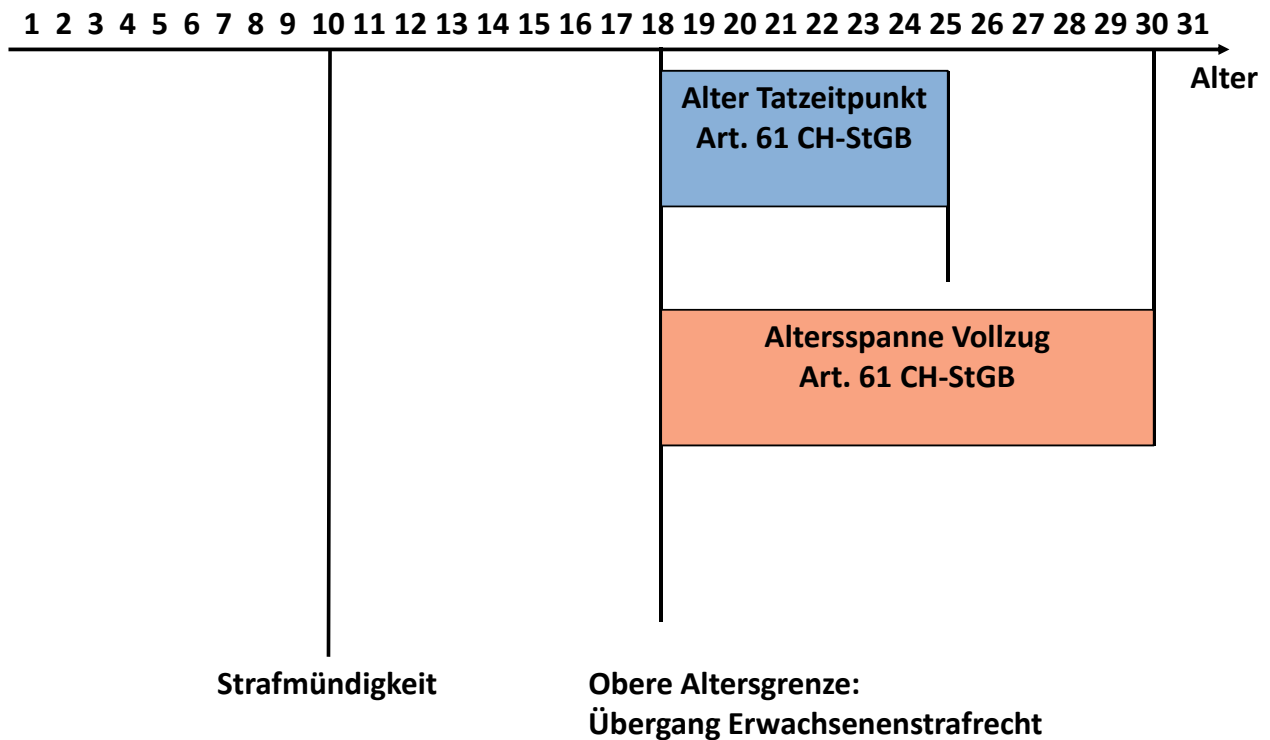 1 2 3 4 5 6 7 8 9 10 11 12 13 14 15 16 17 18 19 20 21 22 23 24 25 26 27 28 29 30 31
Alter
Alter Tatzeitpunkt
Art. 61 CH-StGB
Altersspanne Vollzug
Art. 61 CH-StGB
Strafmündigkeit
Obere Altersgrenze:
Übergang Erwachsenenstrafrecht